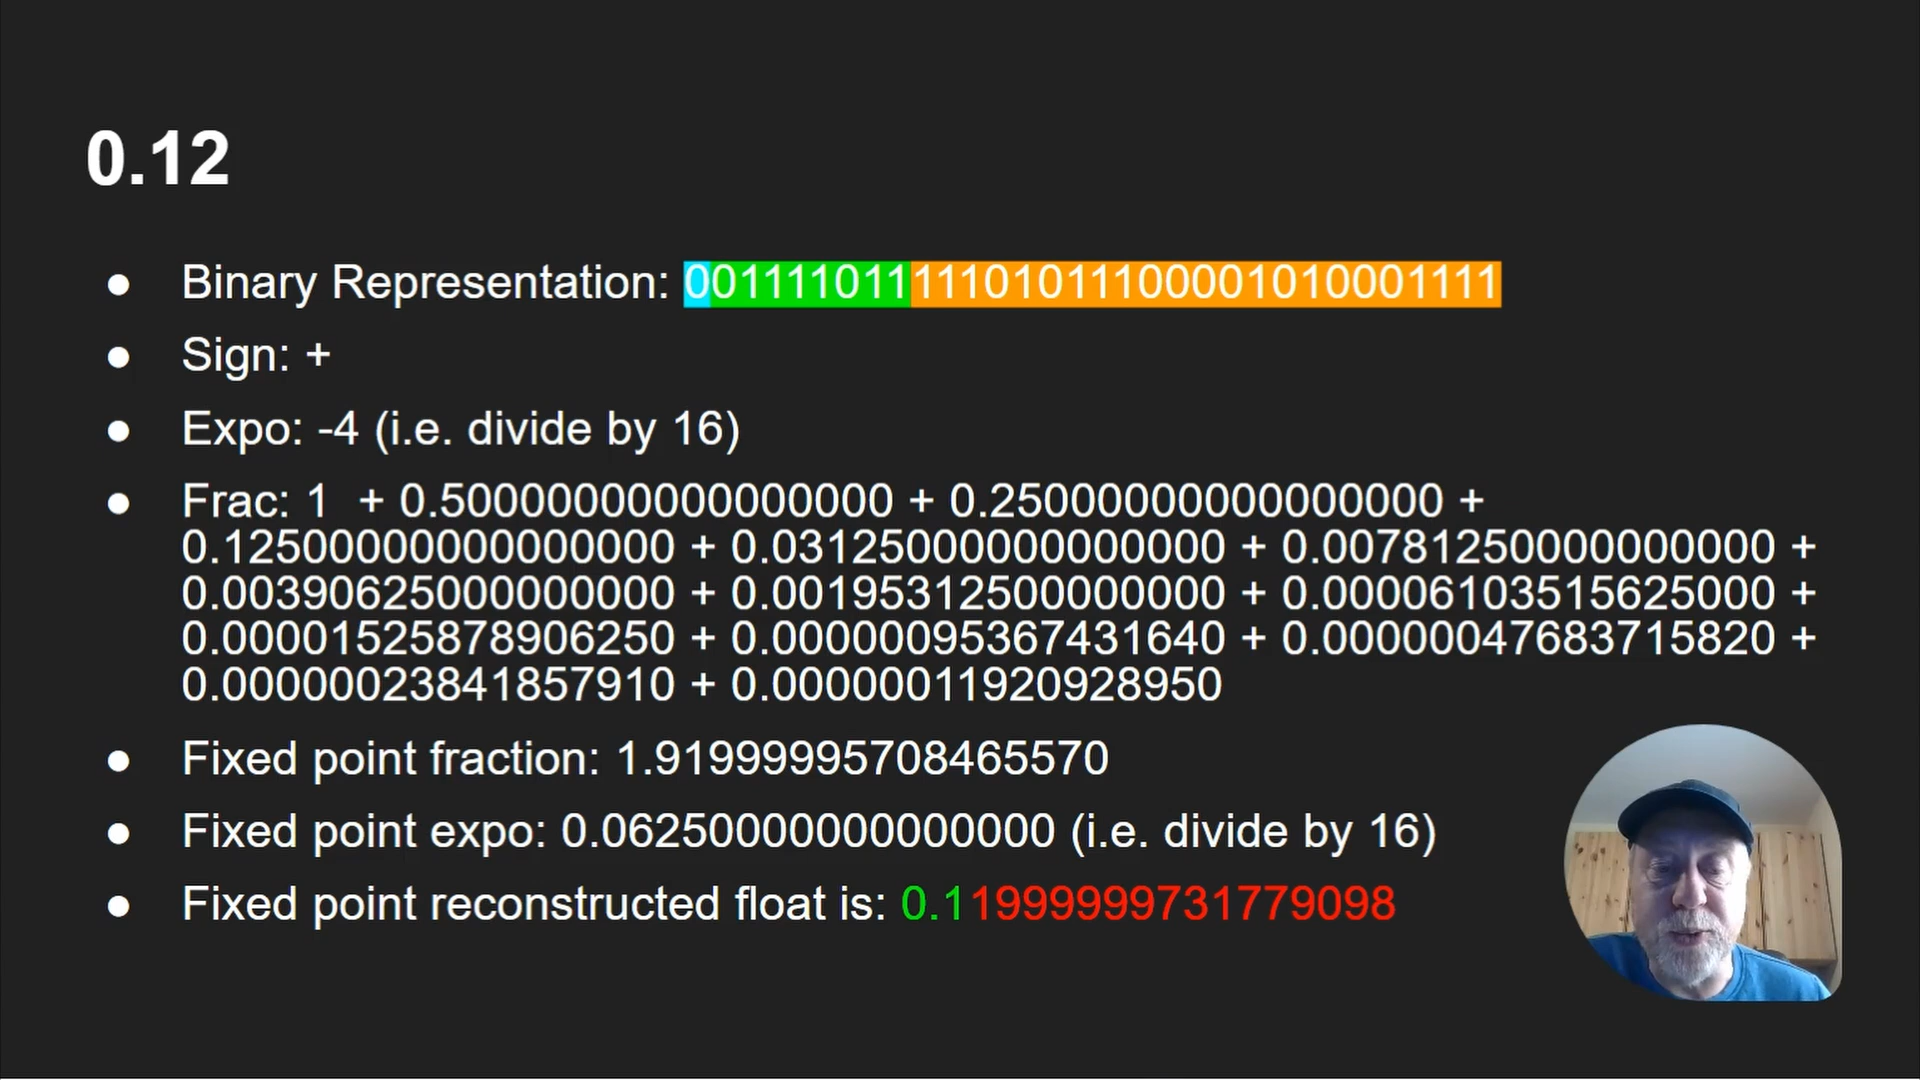 0.12
● Binary Representation: 00111101111101011100001010001111
● Sign: +
● Expo: -4 (i.e. divide by 16)
● Frac: 1  + 0.50000000000000000 + 0.25000000000000000 +
0.12500000000000000 + 0.03125000000000000 + 0.00781250000000000 +
0.00390625000000000 + 0.00195312500000000 + 0.00006103515625000 +
0.00001525878906250 + 0.00000095367431640 + 0.00000047683715820 +
0.00000023841857910 + 0.00000011920928950
● Fixed point fraction: 1.91999995708465570
● Fixed point expo: 0.06250000000000000 (i.e. divide by 16)
● Fixed point reconstructed float is: 0.11999999731779098